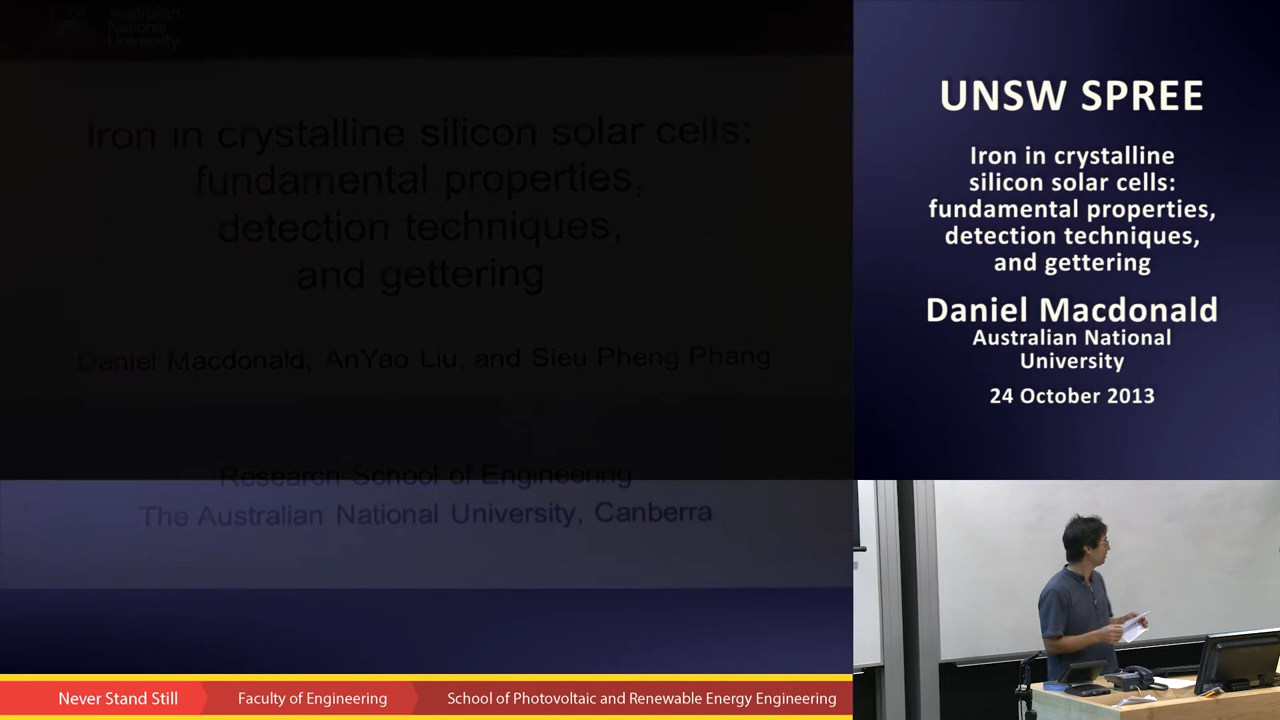 Australian
National
University
Iron in crystalline silicon solar cells:
fundamental properties,
detection techniques,
and gettering
Daniel Macdonald, AnYao Liu, and Sieu Pheng Phang
Research School of Engineering
The Australian National University, Canberra
UNSW SPREE
Iron in crystalline
silicon solar cells:
fundamental properties,
detection techniques,
and gettering
Daniel Macdonald
Australian National
University
24 October 2013
Never Stand Still
Faculty of Engineering
School of Photovoltaic and Renewable Energy Engineering